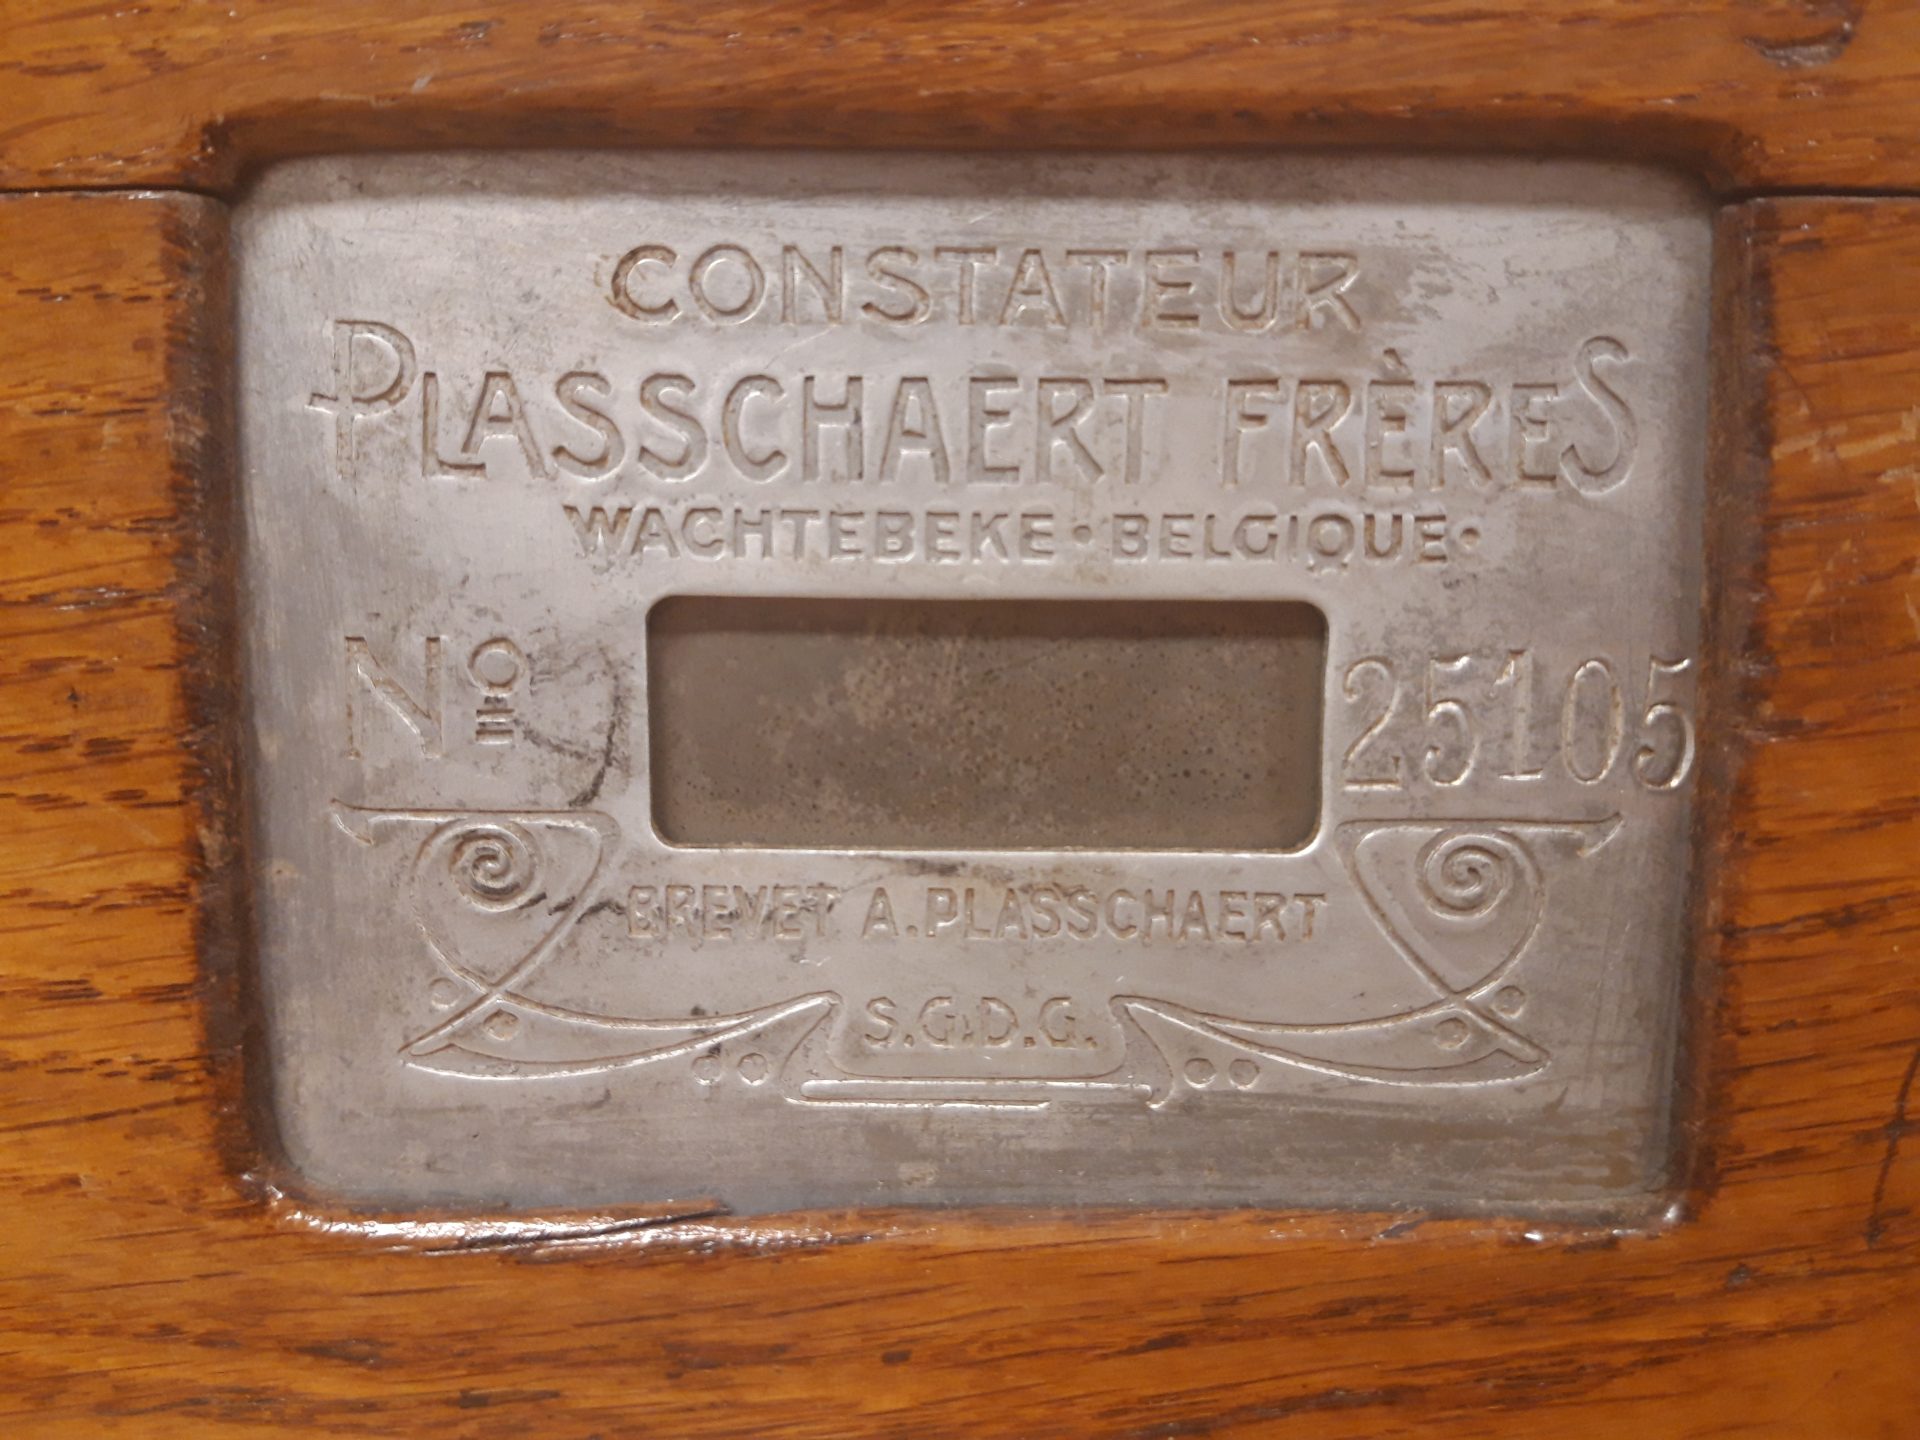 CONSTATEUR
PLASSCHAERT FRÈRES
WACHTEBEKE · BELGIQUE ·
Nº 25105
BREVET A. PLASSCHAERT
S.G.D.G.